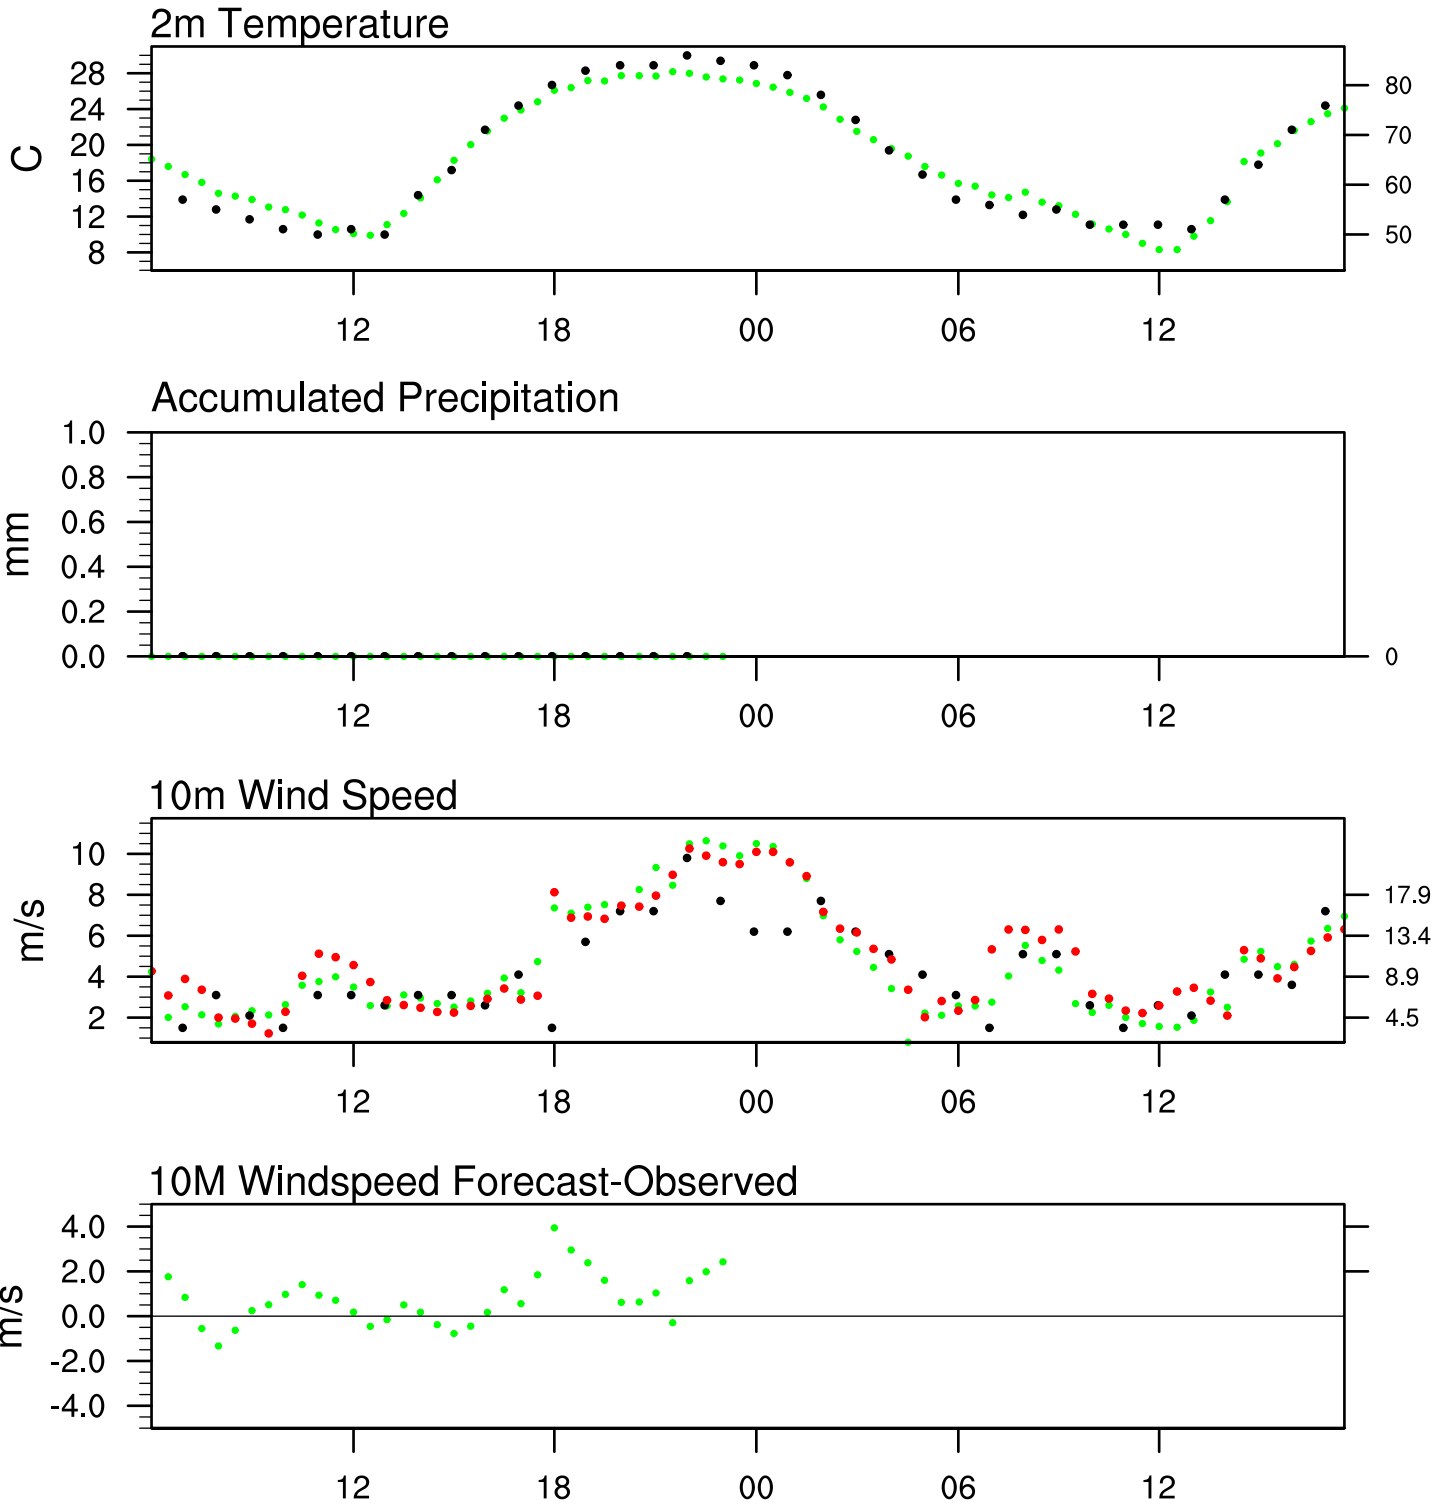 2m Temperature
28
24
20
16
12
8
C
80
70
60
50
12 18 00 06 12
Accumulated Precipitation
1.0
0.8
0.6
0.4
0.2
0.0
mm
0
12 18 00 06 12
10m Wind Speed
10
8
6
4
2
m/s
17.9
13.4
8.9
4.5
12 18 00 06 12
10M Windspeed Forecast-Observed
4.0
2.0
0.0
-2.0
-4.0
m/s
12 18 00 06 12